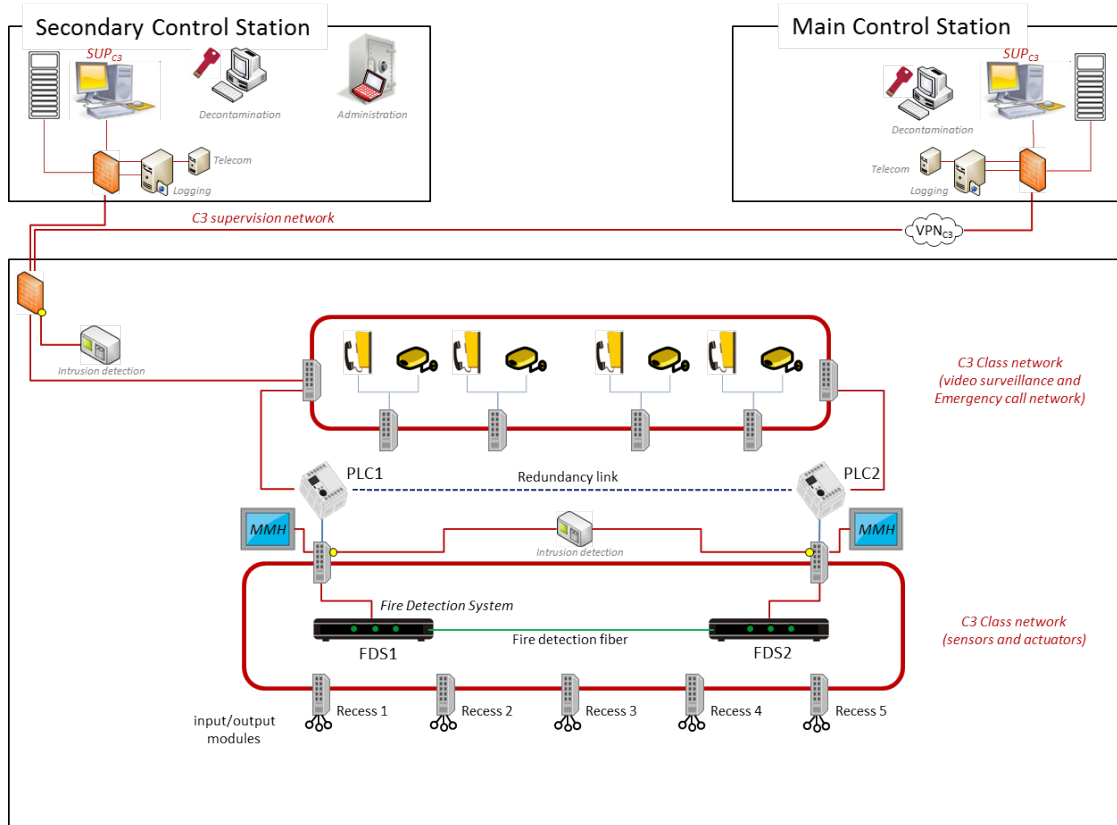 Secondary Control Station
Main Control Station
SUPC3
Decontamination
Administration
Telecom
Logging
SUPC3
Decontamination
Telecom
Logging
C3 supervision network
VPNC3
Intrusion detection
C3 Class network
(video surveillance and
Emergency call network)
PLC1
Redundancy link
PLC2
MMH
Intrusion detection
MMH
Fire Detection System
Fire detection fiber
FDS1
FDS2
C3 Class network
(sensors and actuators)
input/output
modules
Recess 1
Recess 2
Recess 3
Recess 4
Recess 5